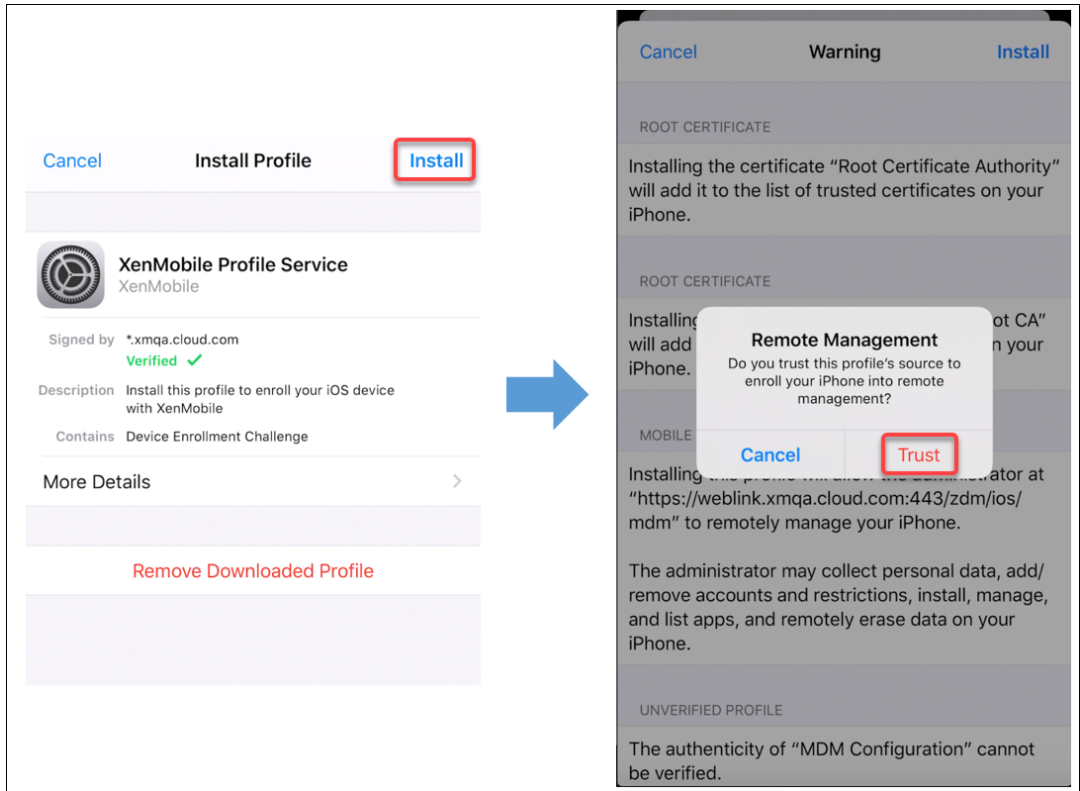 Cancel Install Profile Install
XenMobile Profile Service
XenMobile
Signed by *.xmqa.cloud.com
Verified ✓
Description Install this profile to enroll your iOS device
with XenMobile
Contains Device Enrollment Challenge
More Details
Remove Downloaded Profile
Cancel Warning Install
ROOT CERTIFICATE
Installing the certificate “Root Certificate Authority”
will add it to the list of trusted certificates on your
iPhone.
ROOT CERTIFICATE
Installing ot CA”
will add n your
iPhone.
Remote Management
Do you trust this profile's source to
enroll your iPhone into remote
management?
Cancel Trust
MOBILE
Installing this profile will allow the administrator at
“https://weblink.xmqa.cloud.com:443/zdm/ios/
mdm” to remotely manage your iPhone.
The administrator may collect personal data, add/
remove accounts and restrictions, install, manage,
and list apps, and remotely erase data on your
iPhone.
UNVERIFIED PROFILE
The authenticity of “MDM Configuration” cannot
be verified.